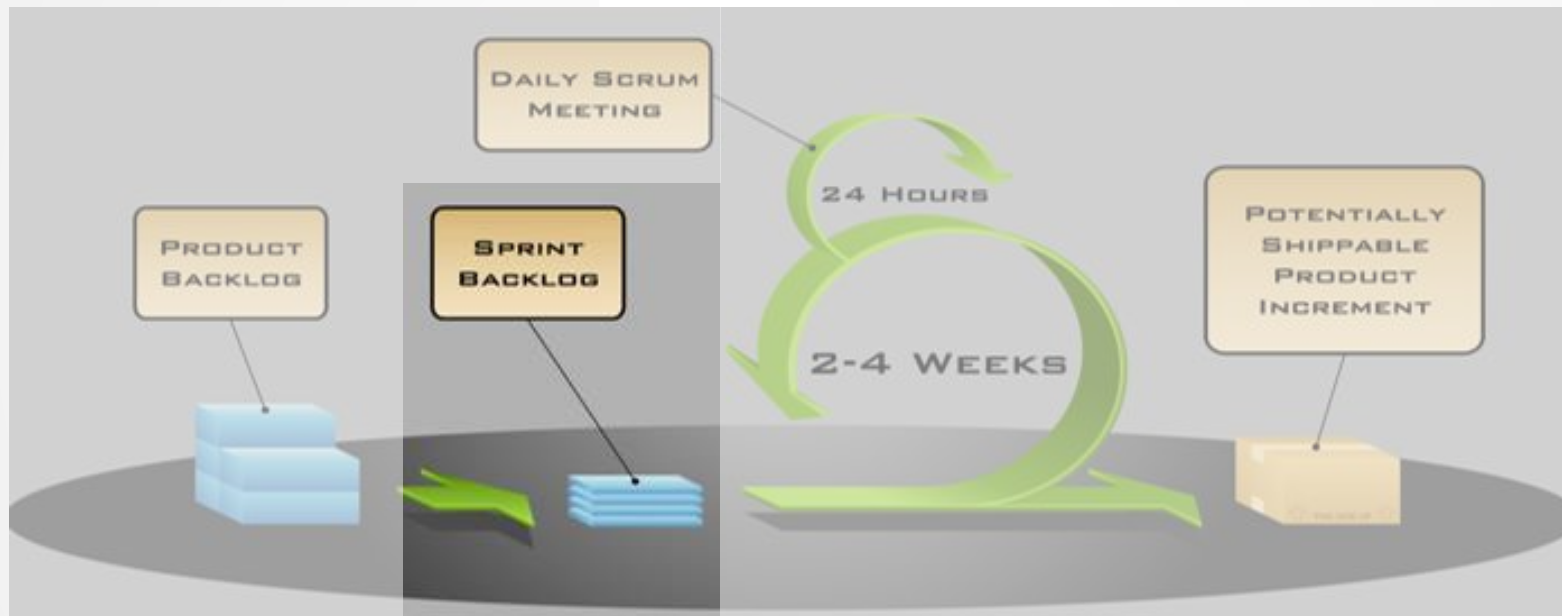 DAILY SCRUM
MEETING
24 HOURS
PRODUCT
BACKLOG
SPRINT
BACKLOG
POTENTIALLY
SHIPPABLE
PRODUCT
INCREMENT
2-4 WEEKS